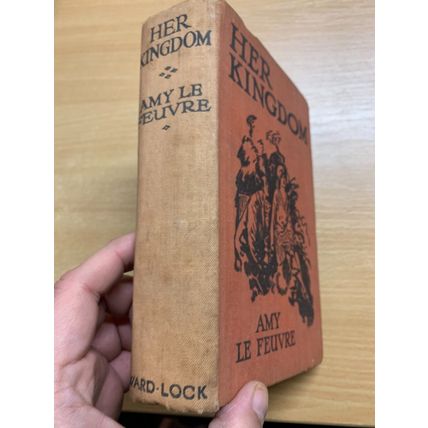 HER
KINGDOM
AMY LE
FEUVRE
WARD-LOCK
HER
KINGDOM
AMY
LE FEUVRE